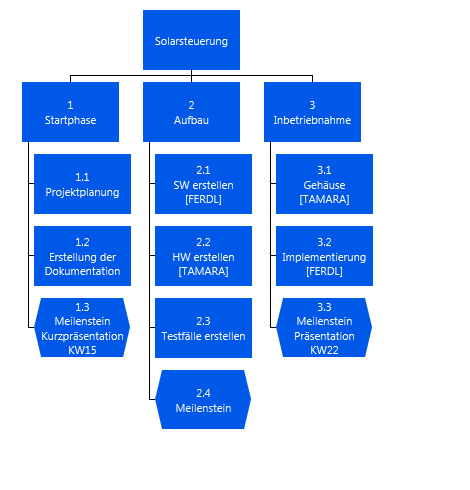 Solarsteuerung
1
Startphase
2
Aufbau
3
Inbetriebnahme
1.1
Projektplanung
1.2
Erstellung der
Dokumentation
1.3
Meilenstein
Kurzpräsentation
KW15
2.1
SW erstellen
[FERDL]
2.2
HW erstellen
[TAMARA]
2.3
Testfälle erstellen
2.4
Meilenstein
3.1
Gehäuse
[TAMARA]
3.2
Implementierung
[FERDL]
3.3
Meilenstein
Präsentation
KW22